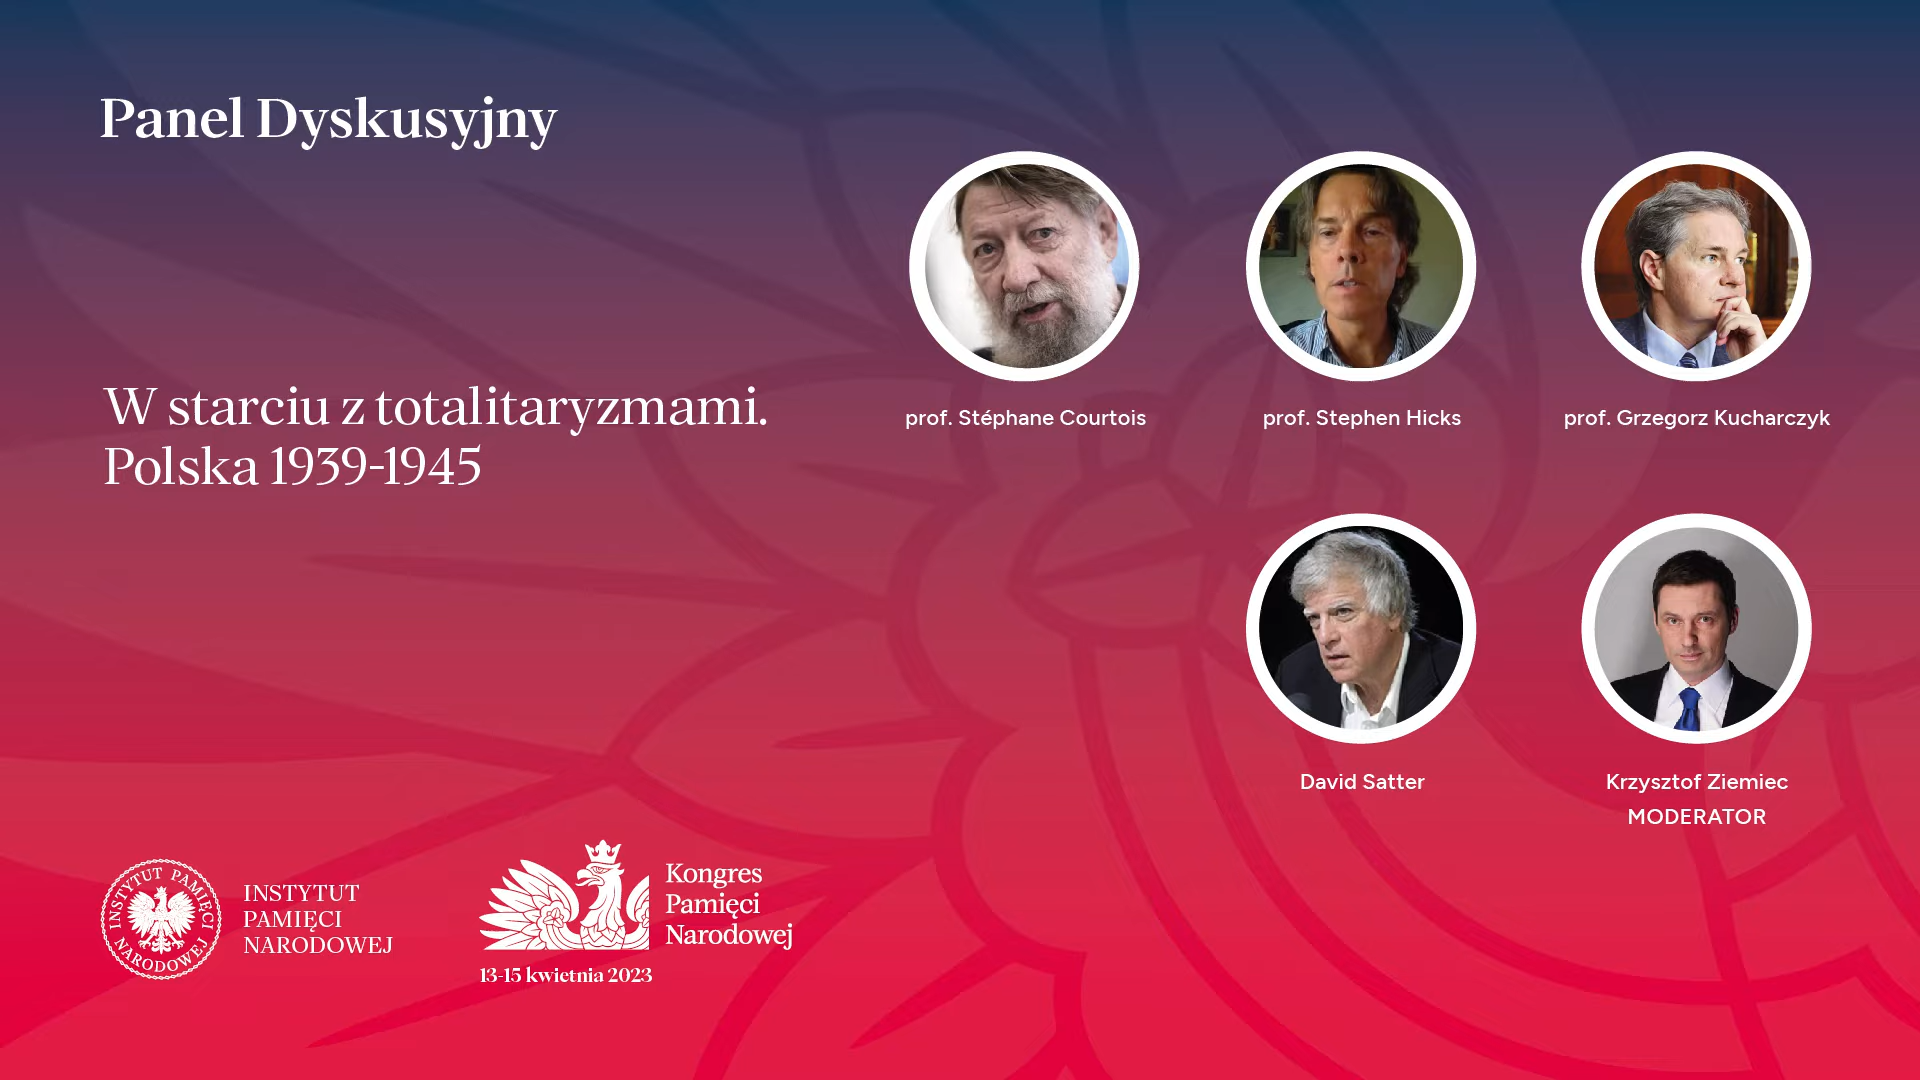 Panel Dyskusyjny
W starciu z totalitaryzmami.
Polska 1939-1945
prof. Stéphane Courtois
prof. Stephen Hicks
prof. Grzegorz Kucharczyk
David Satter
Krzysztof Ziemiec
MODERATOR
INSTYTUT PAMIĘCI NARODOWEJ
INSTYTUT
PAMIĘCI
NARODOWEJ
Kongres
Pamięci
Narodowej
13-15 kwietnia 2023